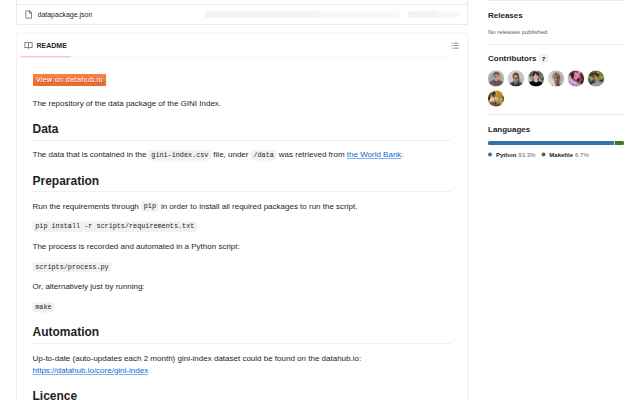 datapackage.json
README
view on datahub.io
The repository of the data package of the GINI Index.
Data
The data that is contained in the gini-index.csv file, under /data was retrieved from the World Bank.
Preparation
Run the requirements through pip in order to install all required packages to run the script.
pip install -r scripts/requirements.txt
The process is recorded and automated in a Python script:
scripts/process.py
Or, alternatively just by running:
make
Automation
Up-to-date (auto-updates each 2 month) gini-index dataset could be found on the datahub.io:
https://datahub.io/core/gini-index
Licence
Releases
No releases published
Contributors 7
Languages
Python 93.3% Makefile 6.7%